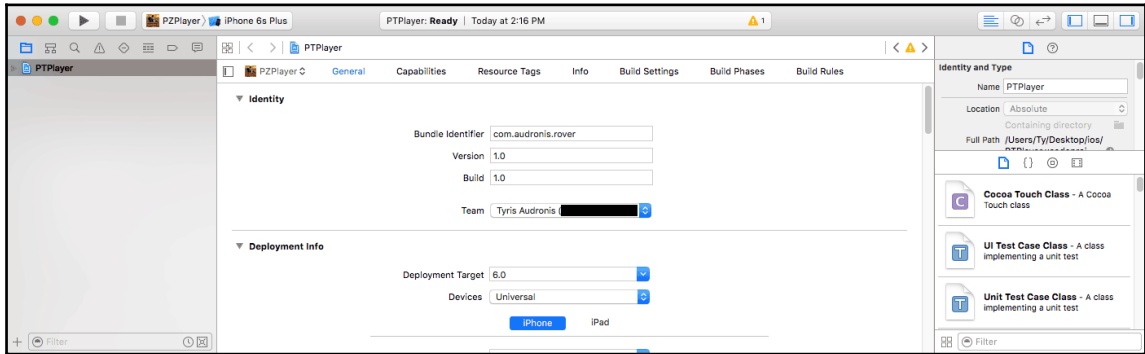 PZPlayer iPhone 6s Plus PTPlayer: Ready Today at 2:16 PM 1
PTPlayer
PTPlayer
PZPlayer General Capabilities Resource Tags Info Build Settings Build Phases Build Rules
Identity
Bundle Identifier com.audronis.rover
Version 1.0
Build 1.0
Team Tyris Audronis (
Deployment Info
Deployment Target 6.0
Devices Universal
iPhone iPad
Filter
Identity and Type
Name PTPlayer
Location Absolute
Containing directory
Full Path /Users/Ty/Desktop/ios/
{}
C Cocoa Touch Class - A Cocoa
Touch class
T UI Test Case Class - A class
implementing a unit test
T Unit Test Case Class - A class
implementing a unit test
Filter